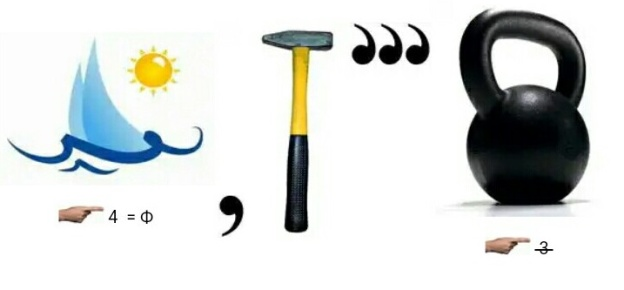 4 = Ф
,
,,,
3